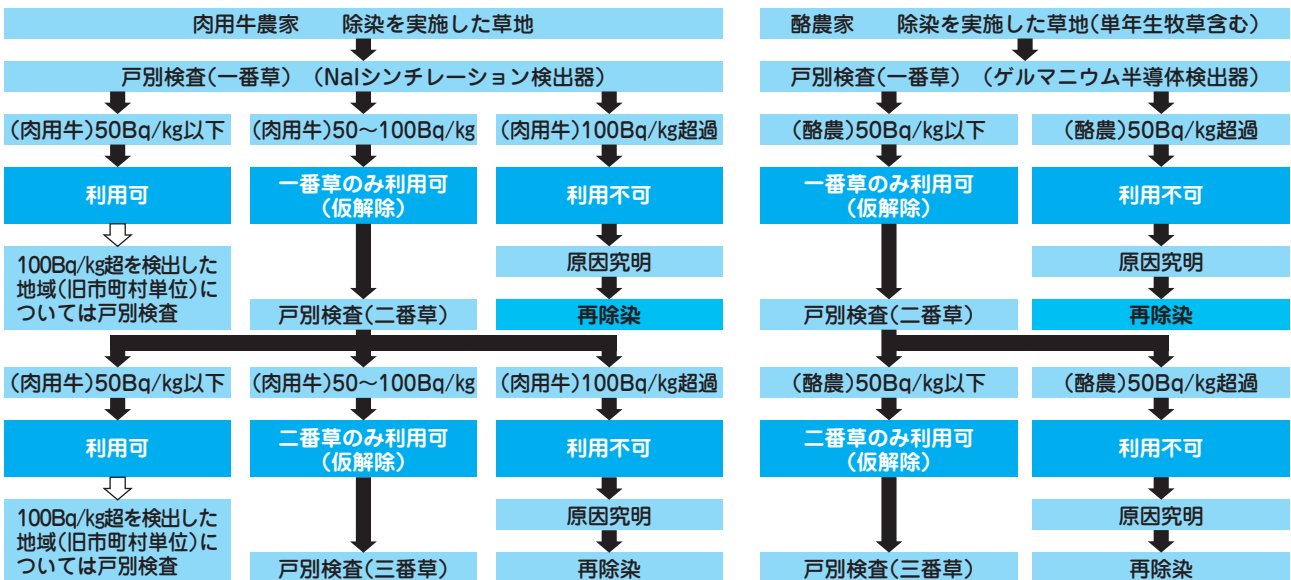 肉用牛農家　除染を実施した草地
戸別検査(一番草)　(NaIシンチレーション検出器)
(肉用牛)50Bq/kg以下
(肉用牛)50～100Bq/kg
(肉用牛)100Bq/kg超過
利用可
一番草のみ利用可
(仮解除)
利用不可
100Bq/kg超を検出した
地域(旧市町村単位)に
ついては戸別検査
原因究明
戸別検査(二番草)
再除染
(肉用牛)50Bq/kg以下
(肉用牛)50～100Bq/kg
(肉用牛)100Bq/kg超過
利用可
二番草のみ利用可
(仮解除)
利用不可
100Bq/kg超を検出した
地域(旧市町村単位)に
ついては戸別検査
原因究明
戸別検査(三番草)
再除染
酪農家　除染を実施した草地(単年生牧草含む)
戸別検査(一番草)　(ゲルマニウム半導体検出器)
(酪農)50Bq/kg以下
(酪農)50Bq/kg超過
一番草のみ利用可
(仮解除)
利用不可
原因究明
戸別検査(二番草)
再除染
(酪農)50Bq/kg以下
(酪農)50Bq/kg超過
二番草のみ利用可
(仮解除)
利用不可
原因究明
戸別検査(三番草)
再除染